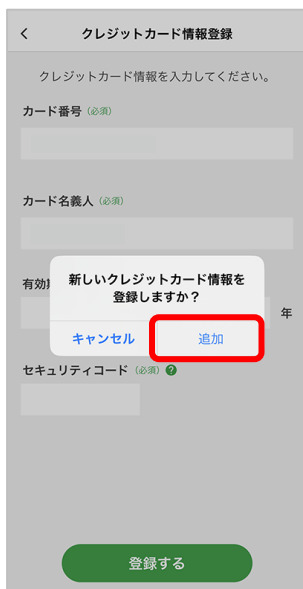 クレジットカード情報登録
クレジットカード情報を入力してください。
カード番号 (必須)
カード名義人 (必須)
新しいクレジットカード情報を
登録しますか？
有効
年
キャンセル 追加
セキュリティコード (必須) ?
登録する